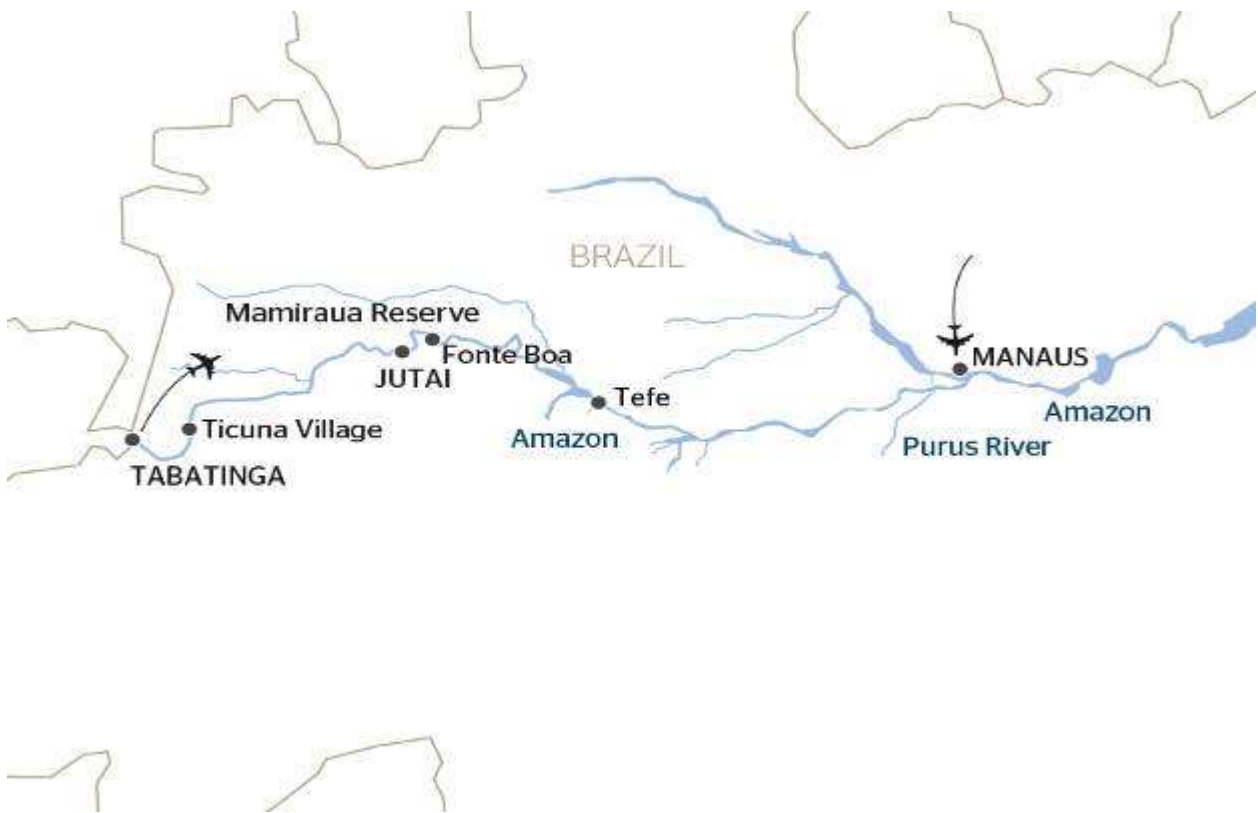 BRAZIL
Mamiraua Reserve
Fonte Boa
MANAUS
JUTAI
Tefe
Amazon
Ticuna Village
Amazon
Purus River
TABATINGA